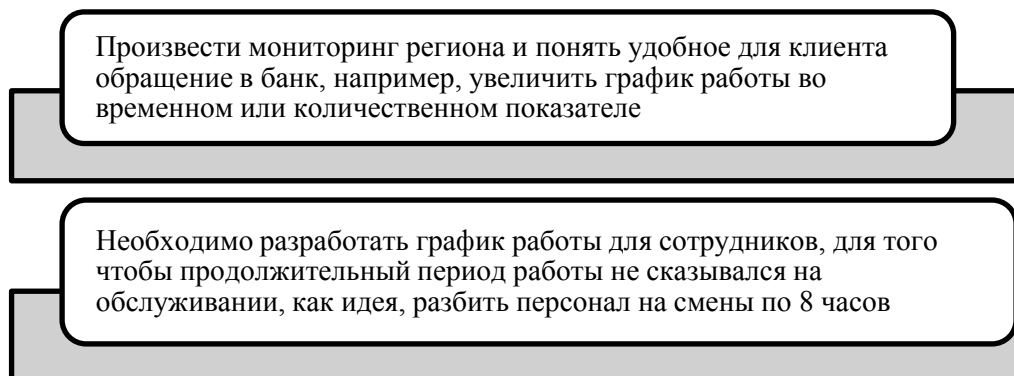 Произвести мониторинг региона и понять удобное для клиента
обращение в банк, например, увеличить график работы во
временном или количественном показателе
Необходимо разработать график работы для сотрудников, для того
чтобы продолжительный период работы не сказывался на
обслуживании, как идея, разбить персонал на смены по 8 часов